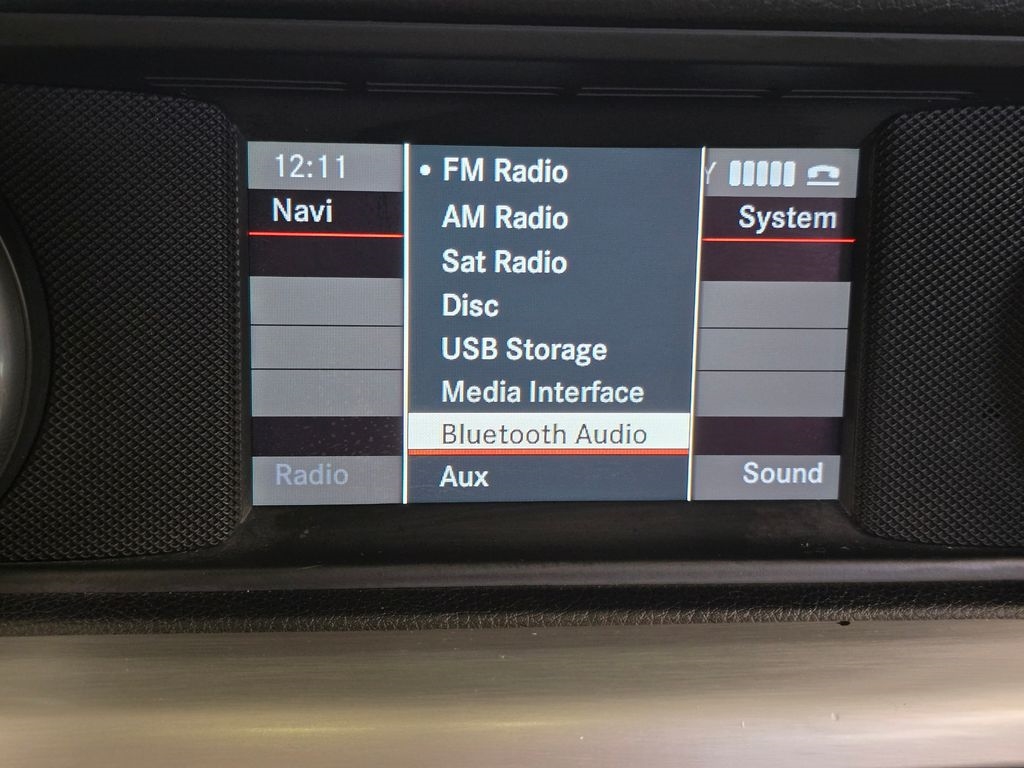 12:11
Navi
Radio
• FM Radio
AM Radio
Sat Radio
Disc
USB Storage
Media Interface
Bluetooth Audio
Aux
System
Sound